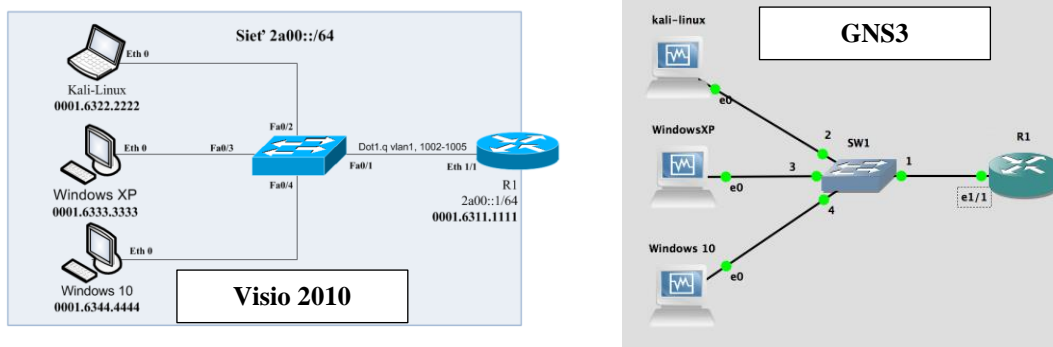 Sieť 2a00::/64
Eth 0
Kali-Linux
0001.6322.2222
Fa0/2
Eth 0
Fa0/3
Windows XP
0001.6333.3333
Dot1.q vlan1, 1002-1005
Fa0/1
Eth 1/1
R1
2a00::1/64
0001.6311.1111
Fa0/4
Eth 0
Windows 10
0001.6344.4444
Visio 2010
kali-linux
GNS3
e0
WindowsXP
e0
2
SW1
3
1
4
R1
e1/1
Windows 10
e0